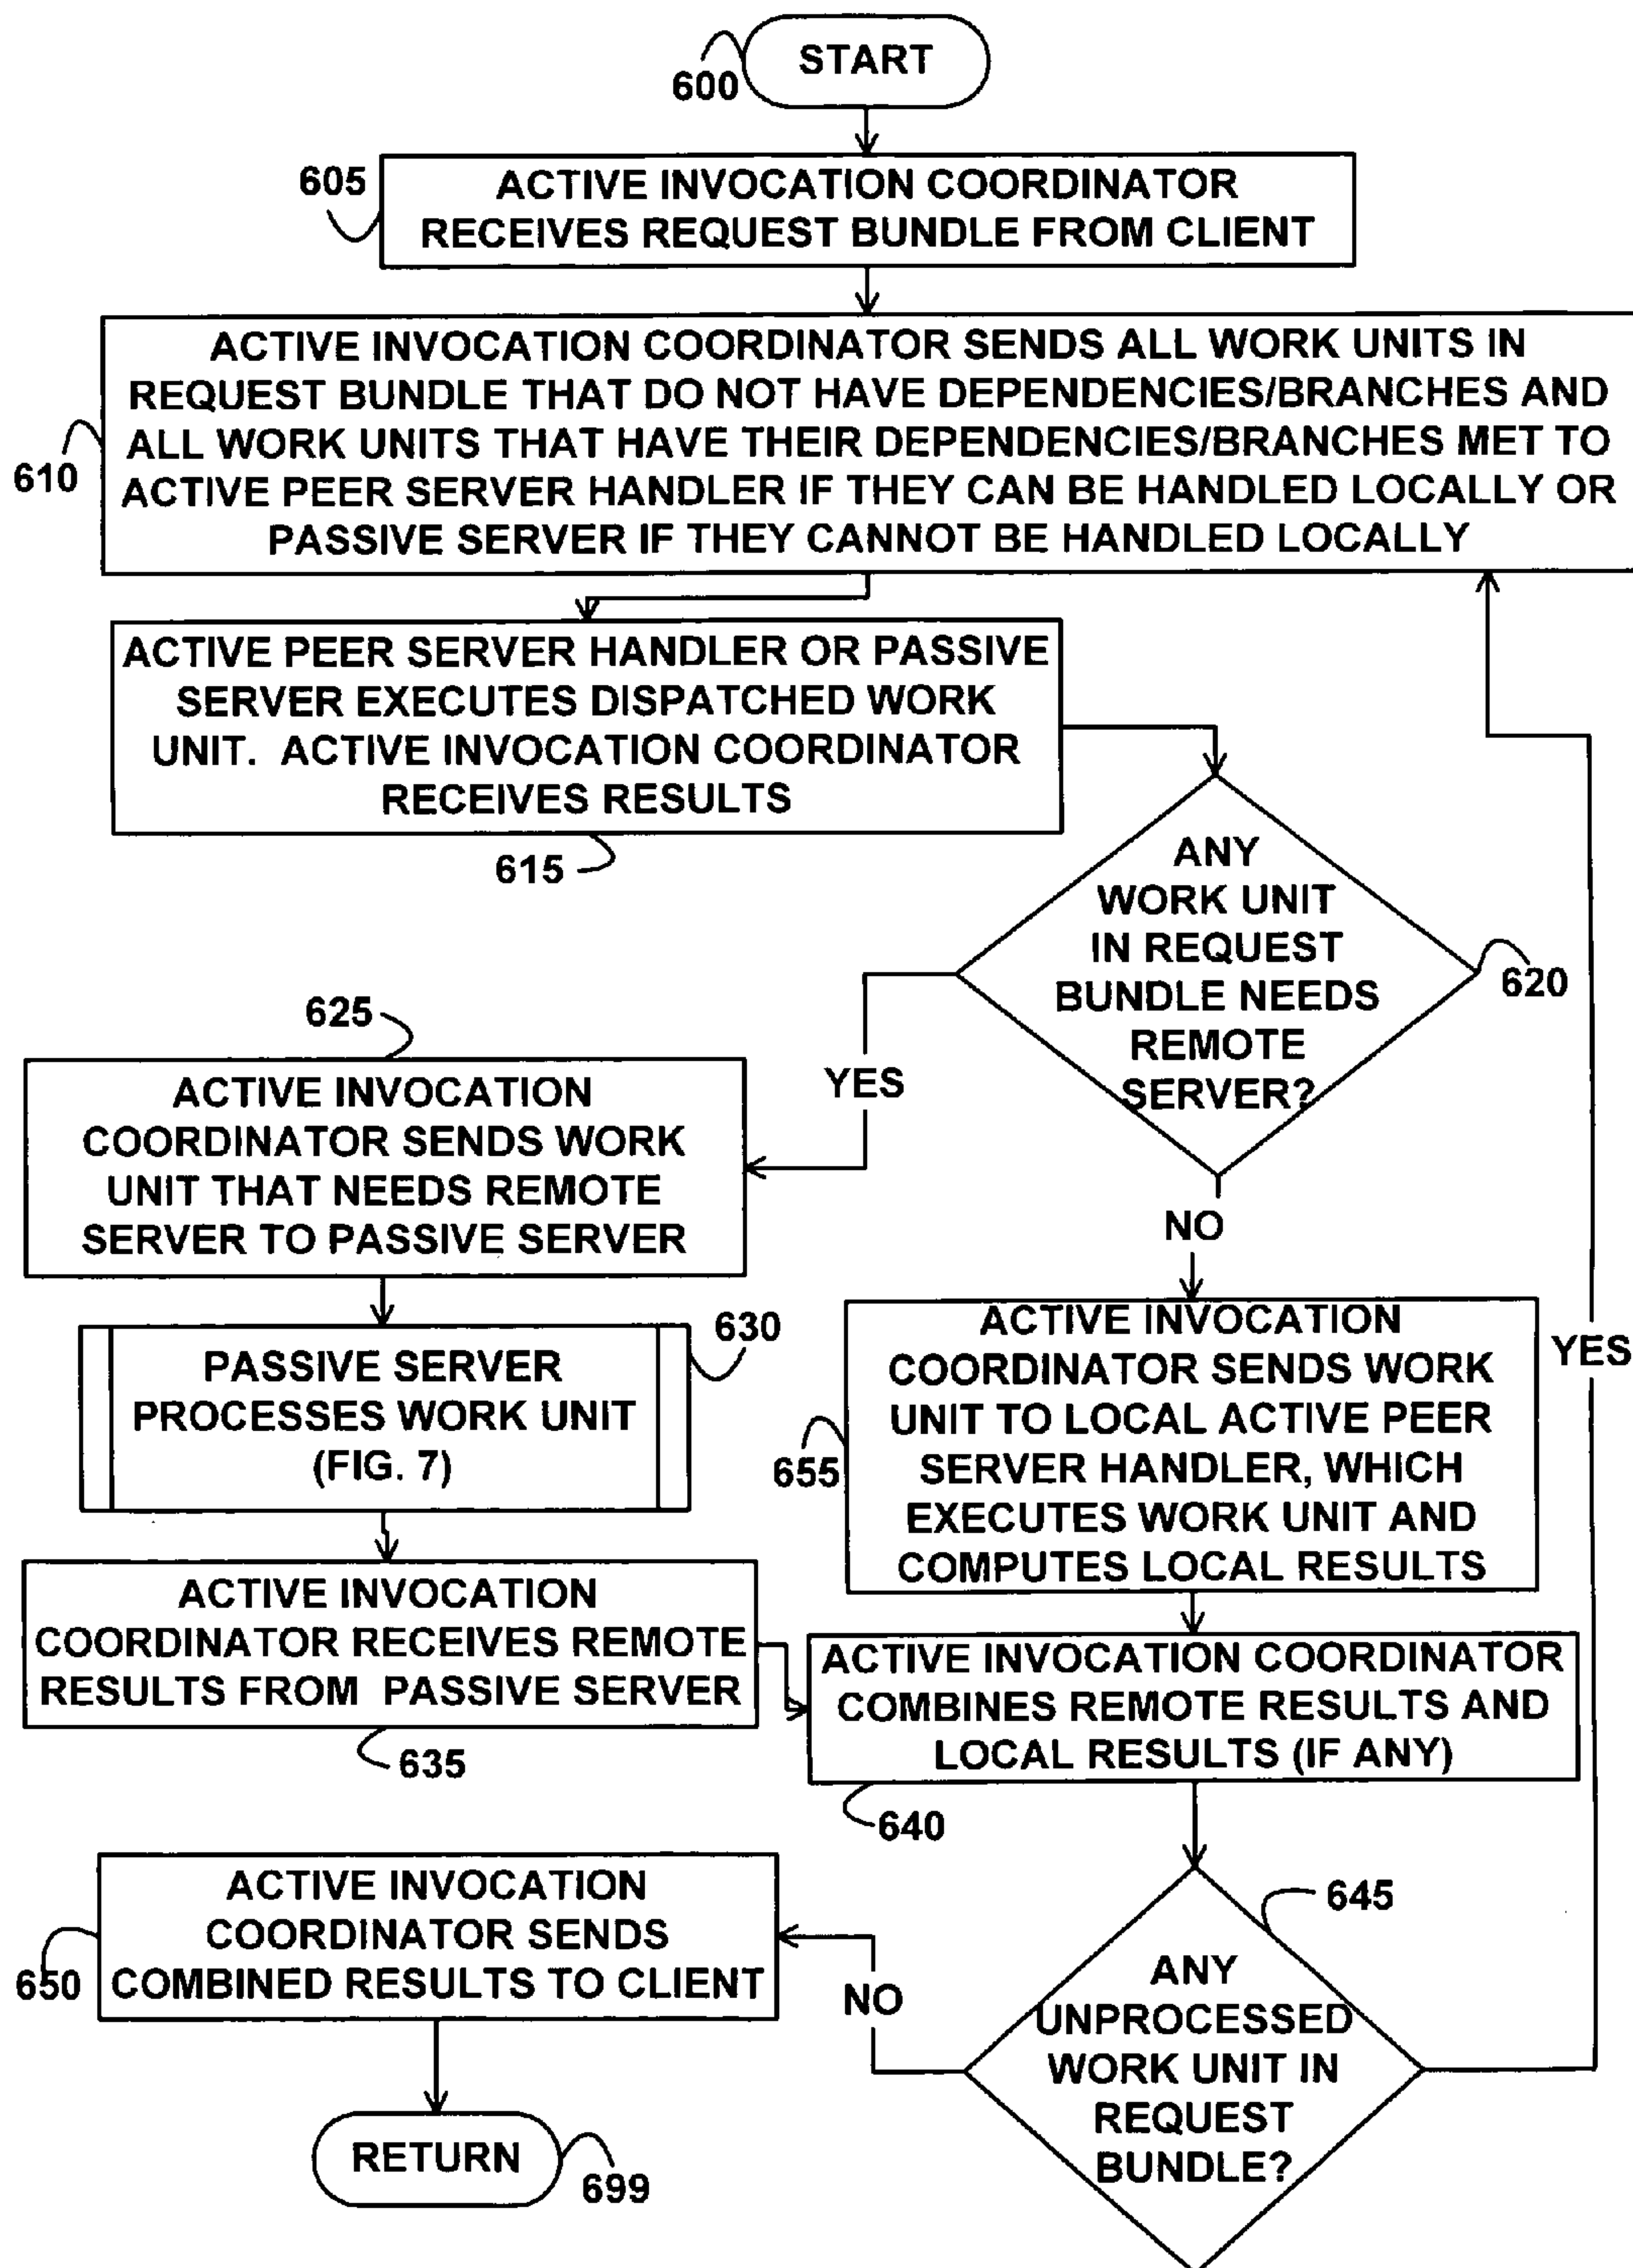 START
600
605
ACTIVE INVOCATION COORDINATOR
RECEIVES REQUEST BUNDLE FROM CLIENT
ACTIVE INVOCATION COORDINATOR SENDS ALL WORK UNITS IN
REQUEST BUNDLE THAT DO NOT HAVE DEPENDENCIES/BRANCHES AND
ALL WORK UNITS THAT HAVE THEIR DEPENDENCIES/BRANCHES MET TO
ACTIVE PEER SERVER HANDLER IF THEY CAN BE HANDLED LOCALLY OR
PASSIVE SERVER IF THEY CANNOT BE HANDLED LOCALLY
610
ACTIVE PEER SERVER HANDLER OR PASSIVE
SERVER EXECUTES DISPATCHED WORK
UNIT. ACTIVE INVOCATION COORDINATOR
RECEIVES RESULTS
615
ANY
WORK UNIT
IN REQUEST
BUNDLE NEEDS
REMOTE
SERVER?
620
YES
NO
625
ACTIVE INVOCATION
COORDINATOR SENDS WORK
UNIT THAT NEEDS REMOTE
SERVER TO PASSIVE SERVER
630
PASSIVE SERVER
PROCESSES WORK UNIT
(FIG. 7)
ACTIVE INVOCATION
COORDINATOR RECEIVES REMOTE
RESULTS FROM PASSIVE SERVER
635
ACTIVE INVOCATION
COORDINATOR SENDS WORK
UNIT TO LOCAL ACTIVE PEER
SERVER HANDLER, WHICH
EXECUTES WORK UNIT AND
COMPUTES LOCAL RESULTS
655
YES
ACTIVE INVOCATION COORDINATOR
COMBINES REMOTE RESULTS AND
LOCAL RESULTS (IF ANY)
640
645
ANY
UNPROCESSED
WORK UNIT IN
REQUEST
BUNDLE?
NO
ACTIVE INVOCATION
COORDINATOR SENDS
COMBINED RESULTS TO CLIENT
650
RETURN
699